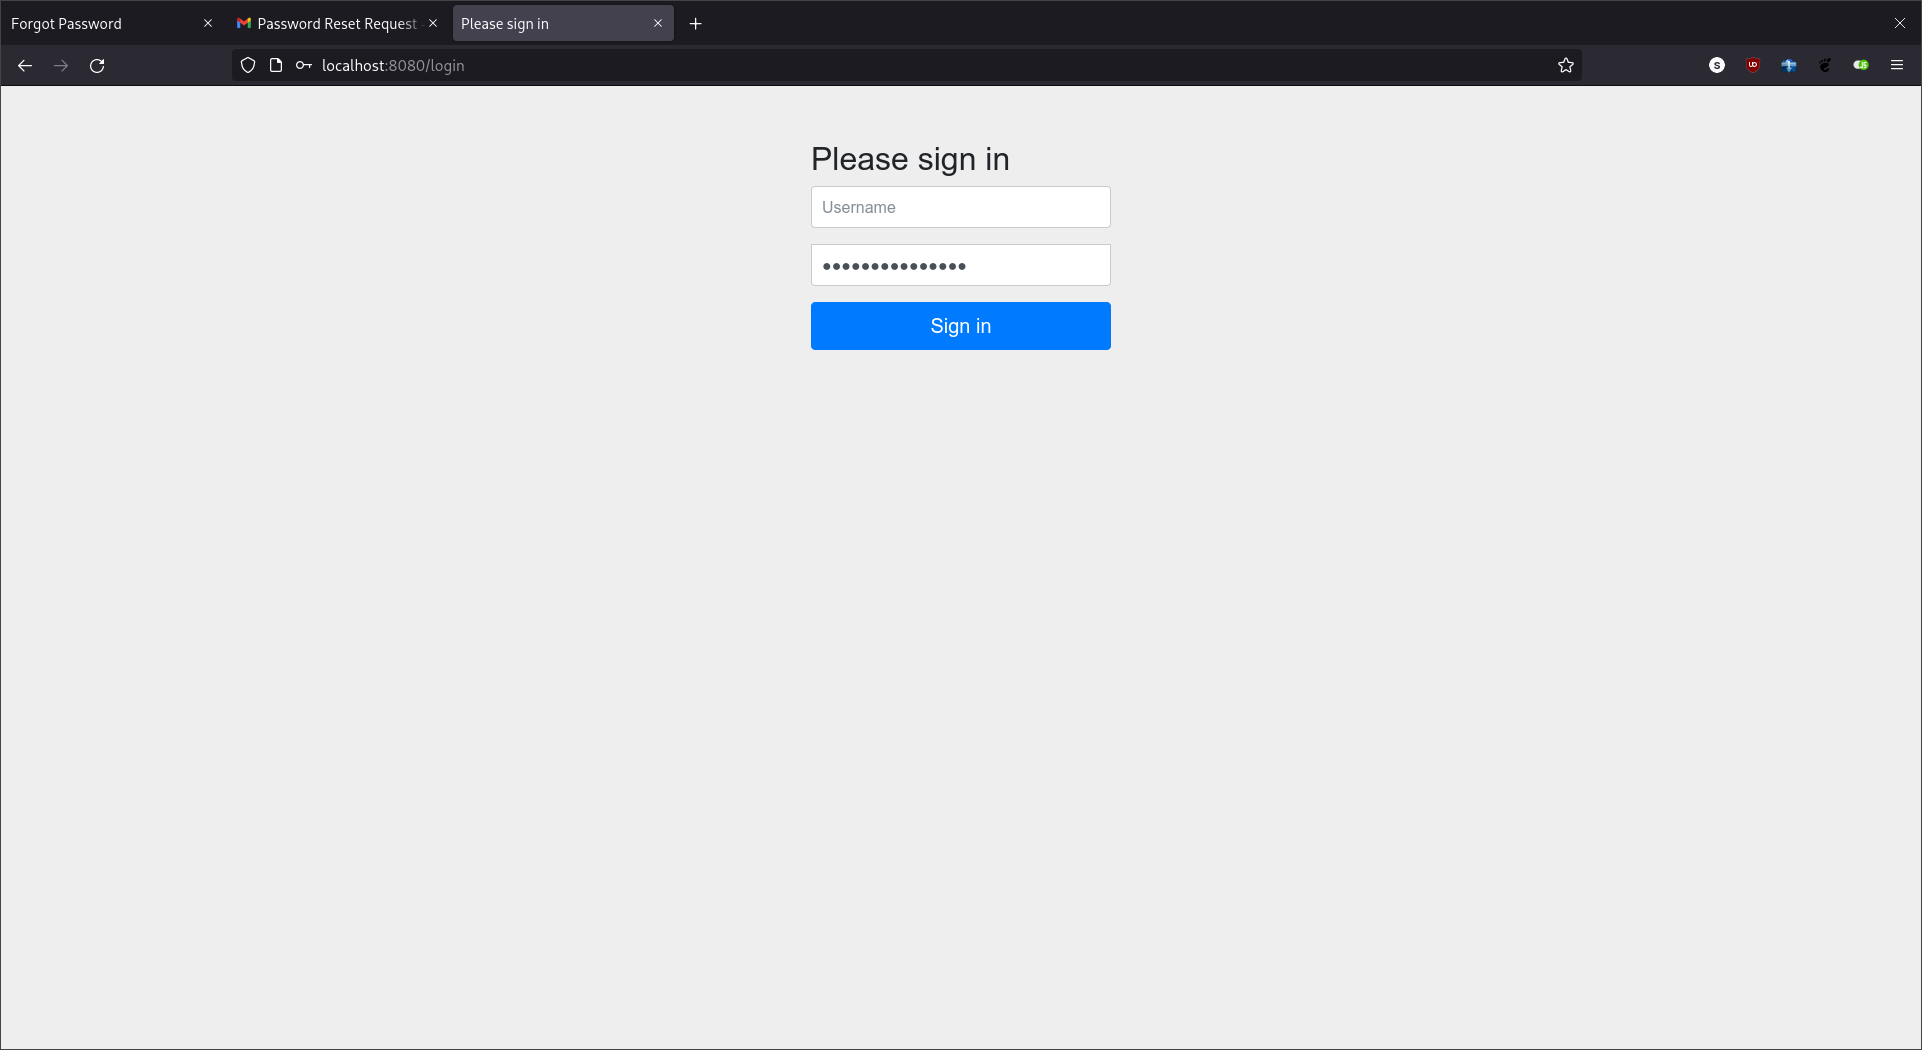 Forgot Password
Password Reset Request
Please sign in
localhost:8080/login
S
Please sign in
Username
●●●●●●●●●●●●●●●
Sign in